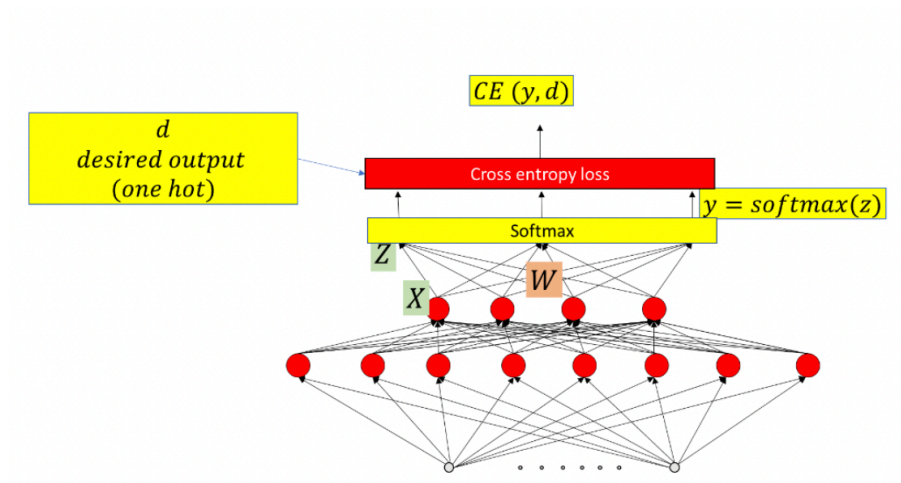 CE (y, d)
d
desired output
(one hot)
Cross entropy loss
y = softmax(z)
Softmax
Z
W
X